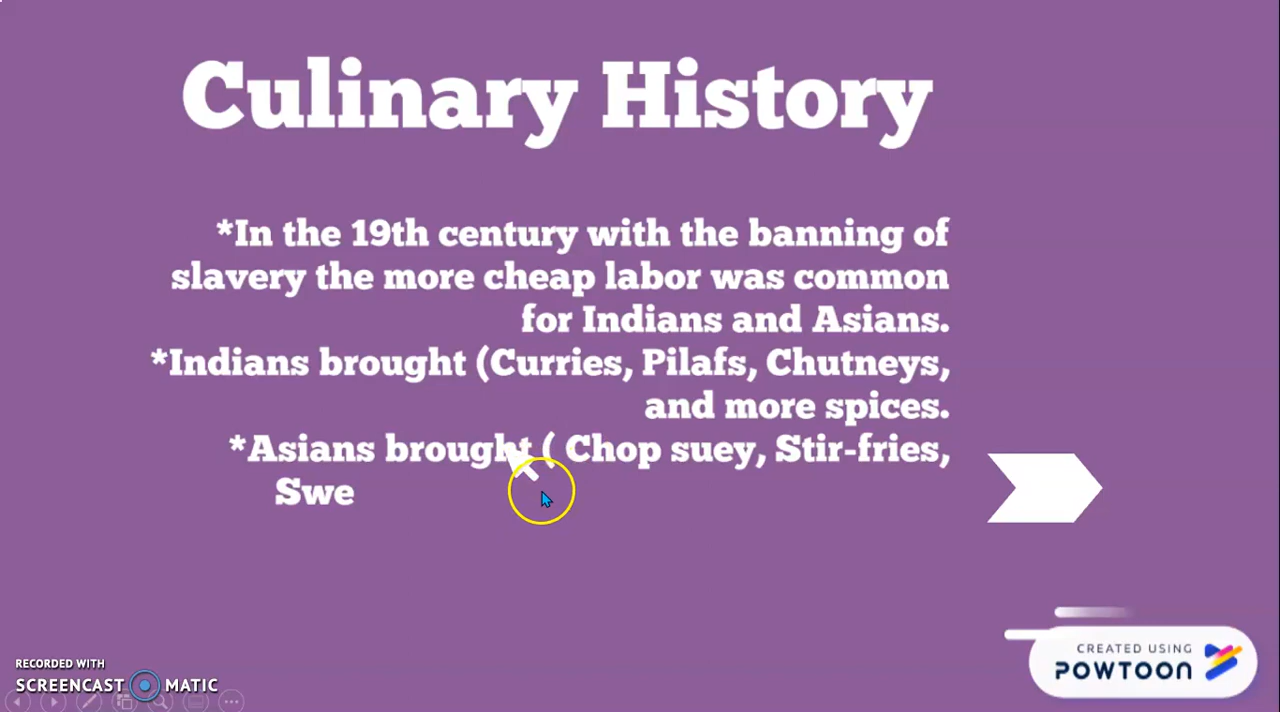 Culinary History
*In the 19th century with the banning of
slavery the more cheap labor was common
for Indians and Asians.
*Indians brought (Curries, Pilafs, Chutneys,
and more spices.
*Asians brought ( Chop suey, Stir-fries,
Swe
CREATED USING
POWTOON
RECORDED WITH
SCREENCAST MATIC